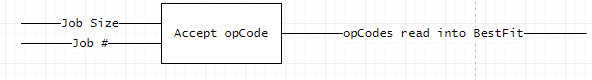 Job Size
Job #
Accept opCode
opCodes read into BestFit